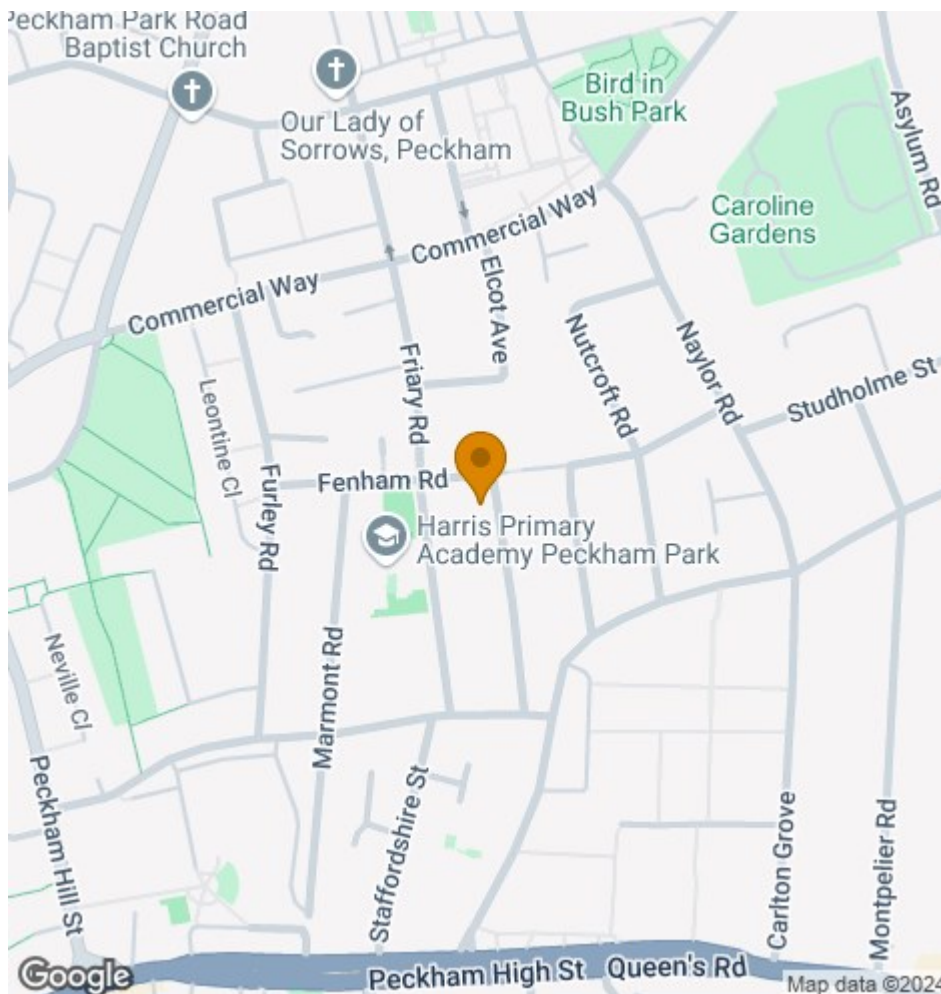 Peckham Park Road
Baptist Church
Our Lady of
Sorrows, Peckham
Bird in
Bush Park
Asylum Rd
Caroline
Gardens
Commercial Way
Commercial Way
Elcot Ave
Nutcroft Rd
Naylor Rd
Studholme St
Friary Rd
Leontine Cl
Furley Rd
Fenham Rd
Harris Primary
Academy Peckham Park
Marmont Rd
Neville Cl
Peckham Hill St
Staffordshire St
Carlton Grove
Montpelier Rd
Google
Peckham High St
Queen's Rd
Map data ©2024